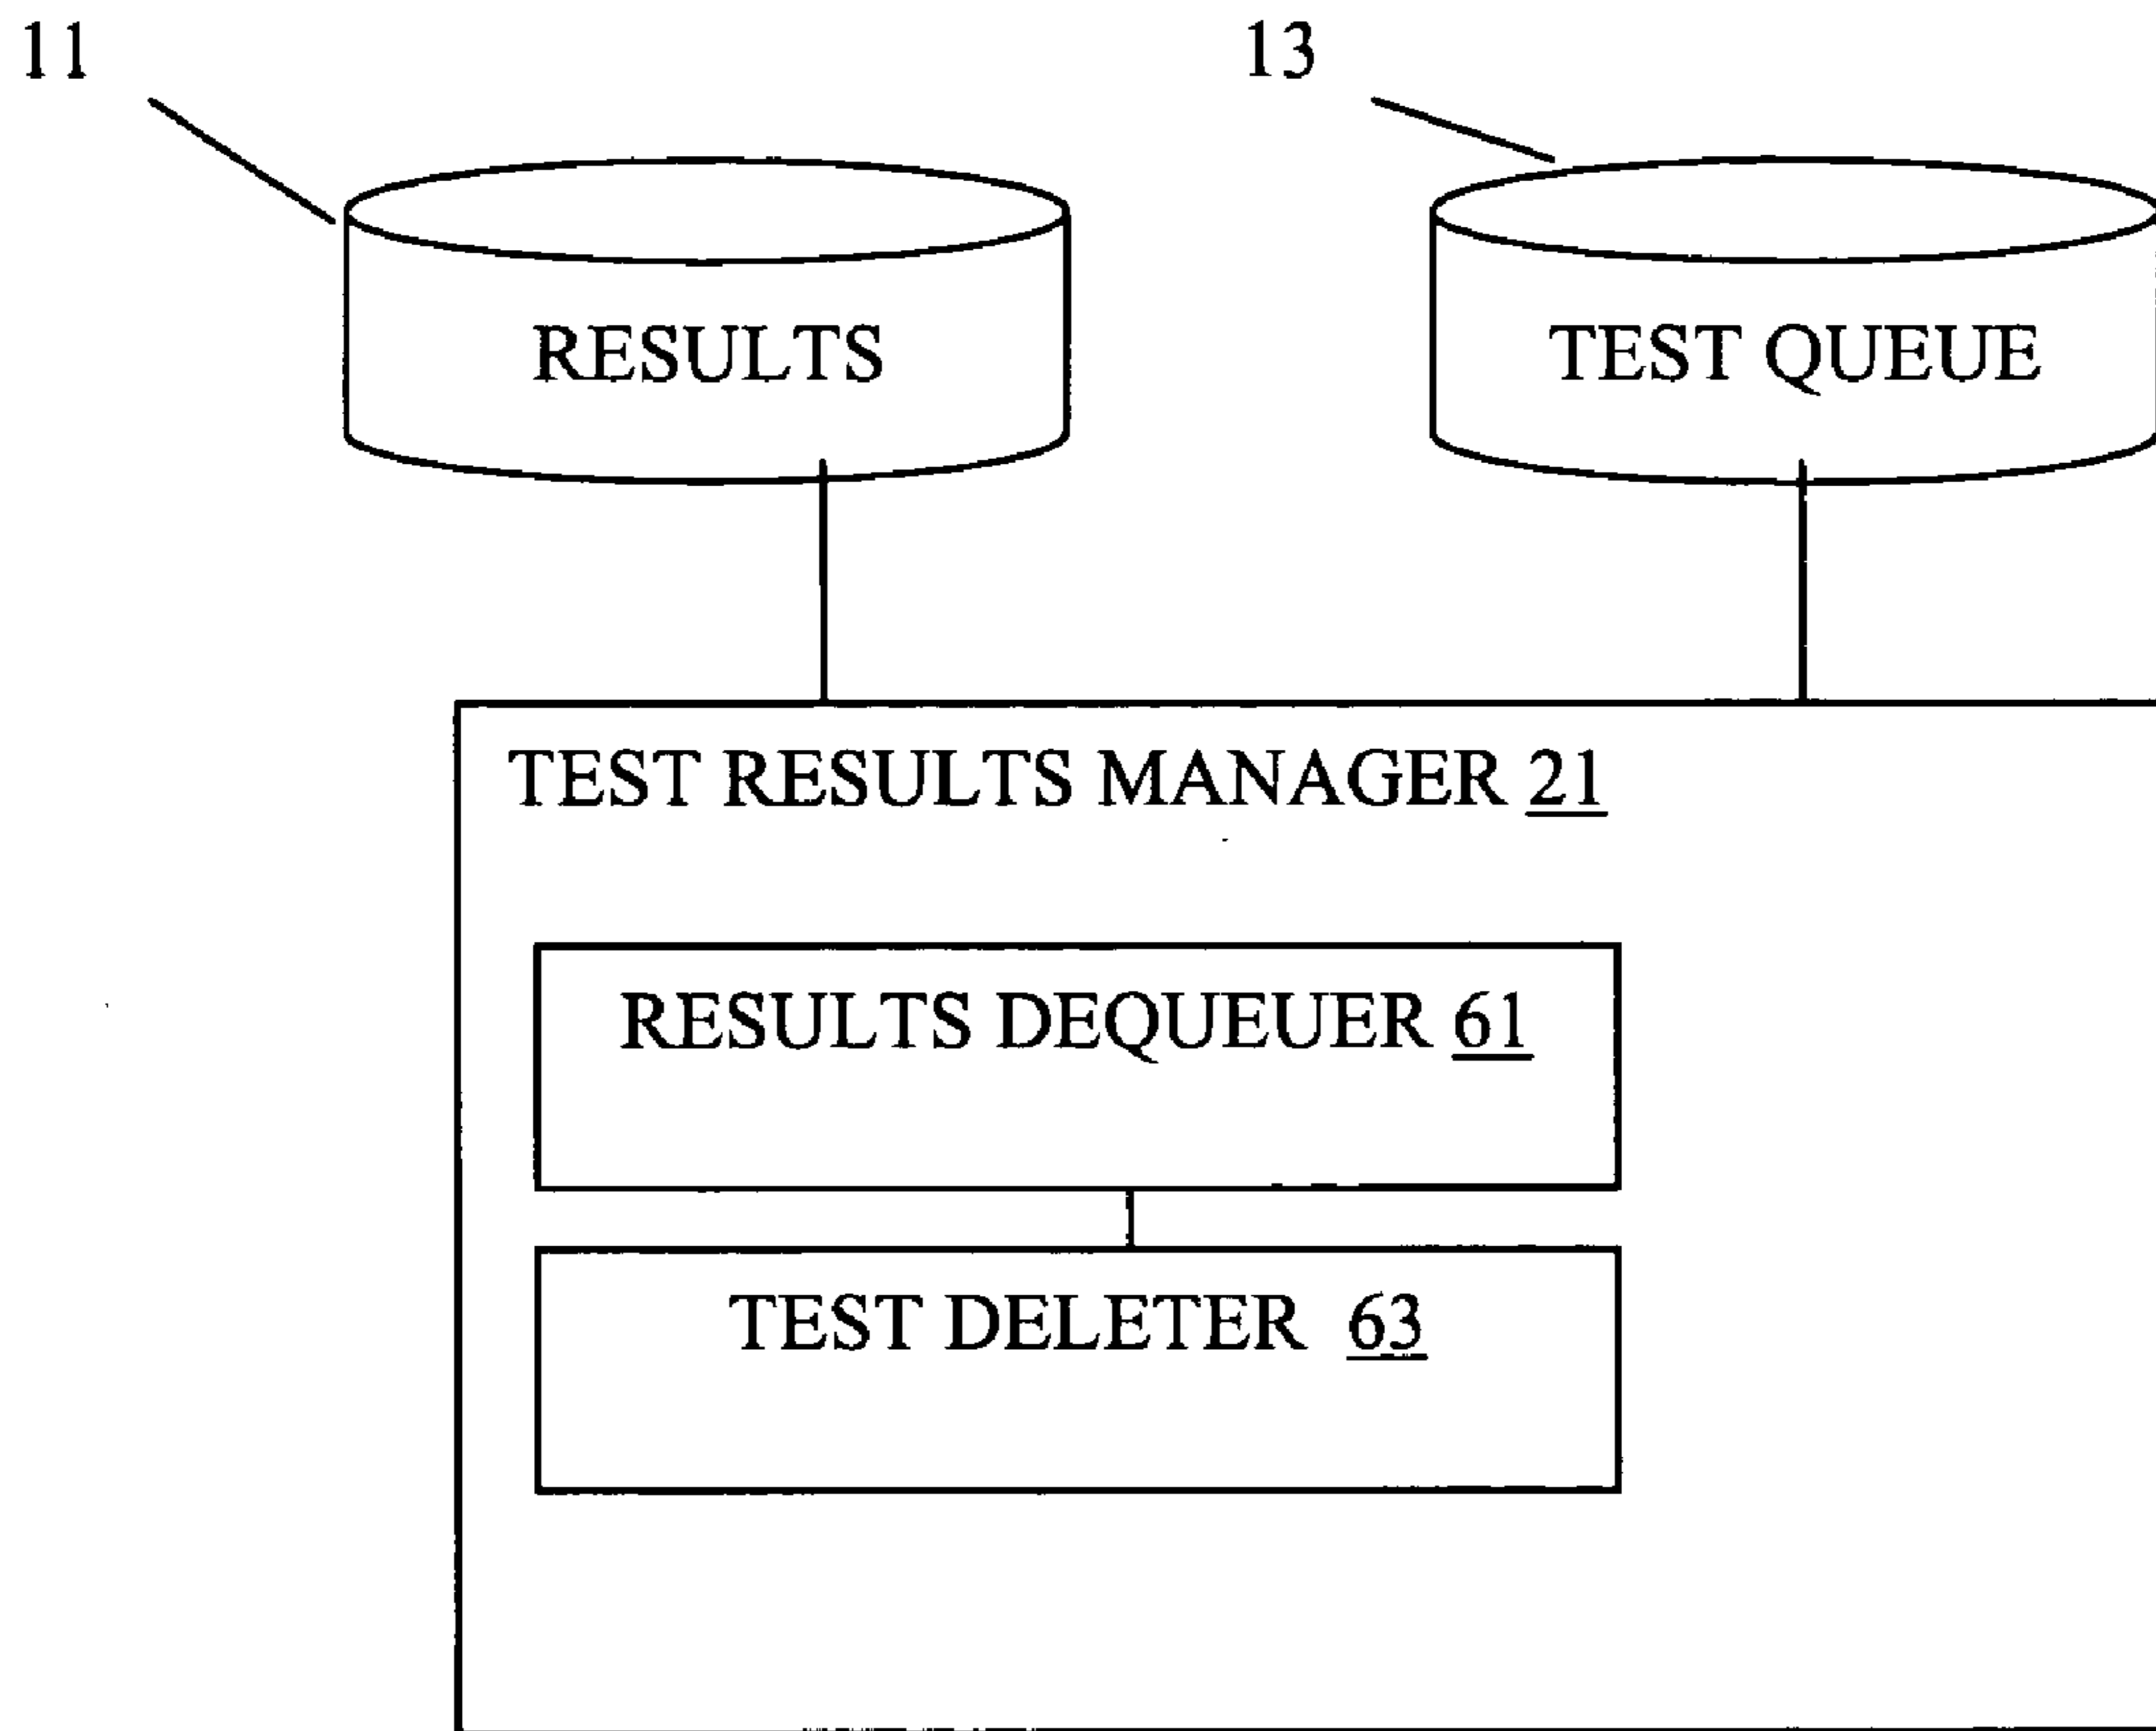 11
13
RESULTS
TEST QUEUE
TEST RESULTS MANAGER 21
RESULTS DEQUEUER 61
TEST DELETER 63